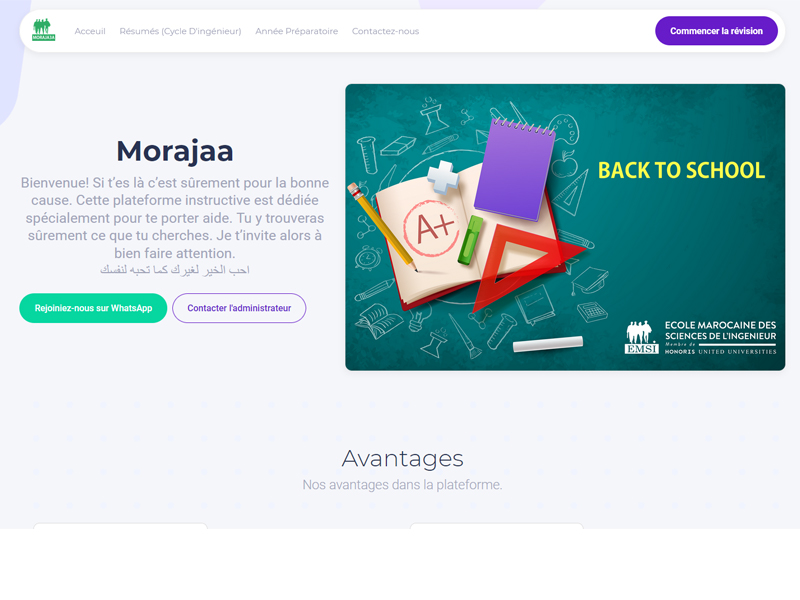 MORAJAAA
Acceuil
Résumés (Cycle D'ingénieur)
Année Préparatoire
Contactez-nous
Commencer la révision
Morajaa
Bienvenue! Si t'es là c'est sûrement pour la bonne
cause. Cette plateforme instructive est dédiée
spécialement pour te porter aide. Tu y trouveras
sûrement ce que tu cherches. Je t'invite alors à
bien faire attention.
احب الخير لغيرك كما تحبه لنفسك
Rejoiniez-nous sur WhatsApp
Contacter l'administrateur
A+
BACK TO SCHOOL
EMSI
ECOLE MAROCAINE DES
SCIENCES DE L'INGENIEUR
Membre de
HONORIS UNITED UNIVERSITIES
Avantages
Nos avantages dans la plateforme.